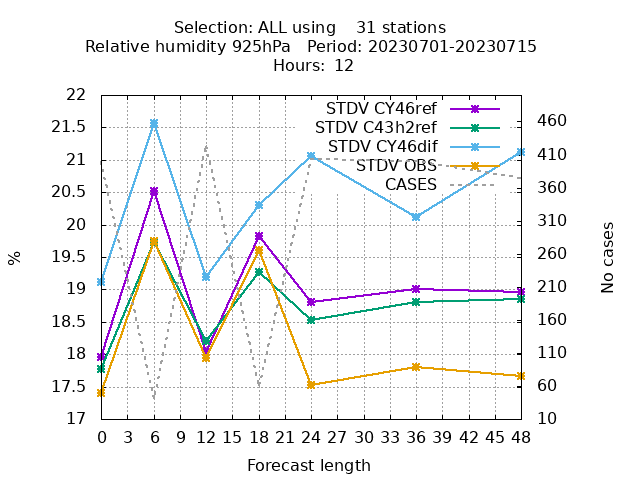 Selection: ALL using    31 stations
Relative humidity 925hPa   Period: 20230701-20230715
Hours:  12
STDV CY46ref
STDV C43h2ref
STDV CY46dif
STDV OBS
CASES
22
21.5
21
20.5
20
19.5
19
18.5
18
17.5
17
%
460
410
360
310
260
210
160
110
60
10
No cases
0 3 6 9 12 15 18 21 24 27 30 33 36 39 42 45 48
Forecast length